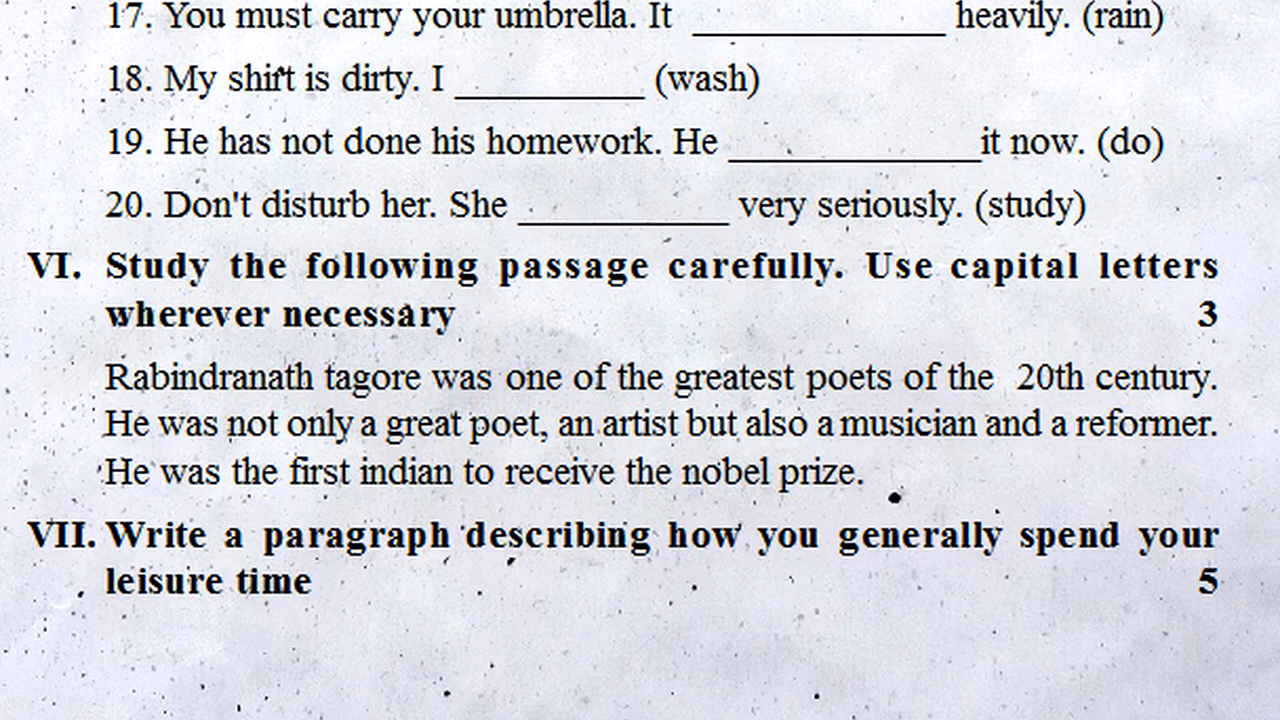 17. You must carry your umbrella. It ____________ heavily. (rain)
18. My shirt is dirty. I _________ (wash)
19. He has not done his homework. He ____________it now. (do)
20. Don't disturb her. She __________ very seriously. (study)
VI. Study the following passage carefully. Use capital letters
wherever necessary 3
Rabindranath tagore was one of the greatest poets of the 20th century.
He was not only a great poet, an artist but also a musician and a reformer.
He was the first indian to receive the nobel prize.
VII. Write a paragraph describing how you generally spend your
leisure time 5